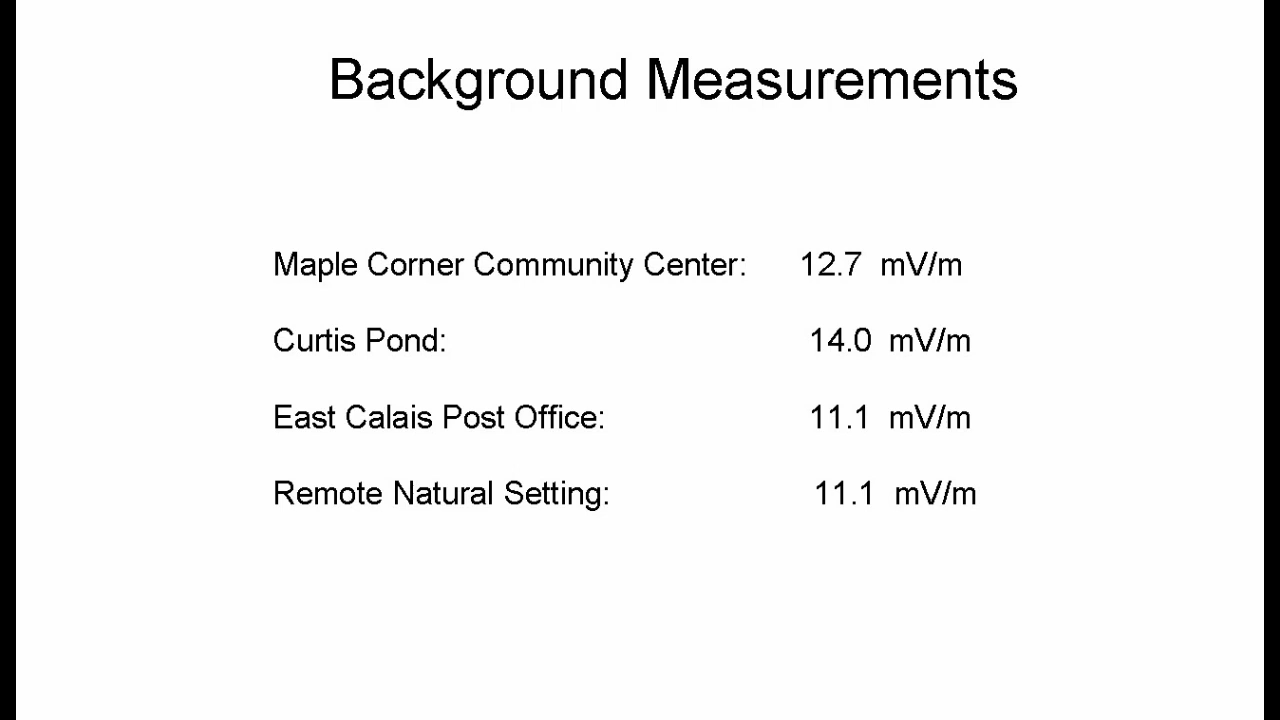 Background Measurements
Maple Corner Community Center: 12.7 mV/m
Curtis Pond: 14.0 mV/m
East Calais Post Office: 11.1 mV/m
Remote Natural Setting: 11.1 mV/m